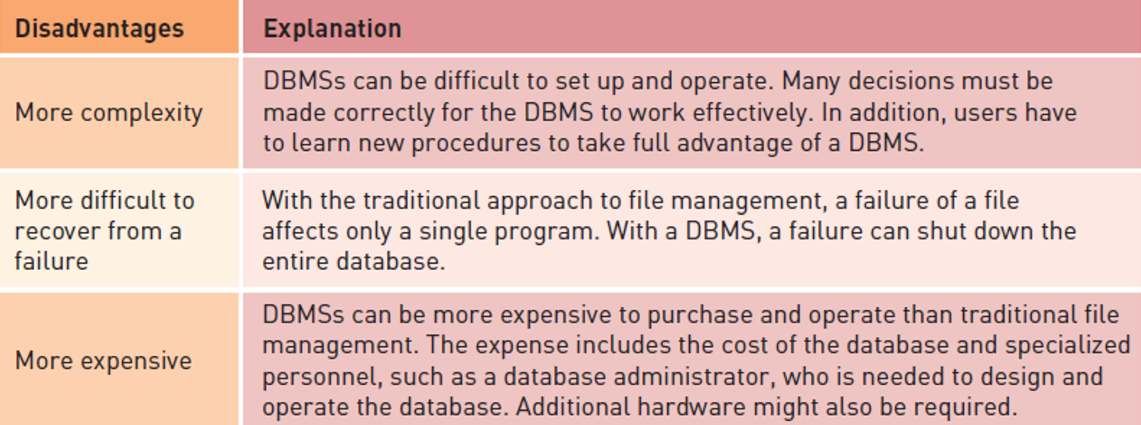 Disadvantages
Explanation
More complexity
DBMSs can be difficult to set up and operate. Many decisions must be
made correctly for the DBMS to work effectively. In addition, users have
to learn new procedures to take full advantage of a DBMS.
More difficult to
recover from a
failure
With the traditional approach to file management, a failure of a file
affects only a single program. With a DBMS, a failure can shut down the
entire database.
More expensive
DBMSs can be more expensive to purchase and operate than traditional file
management. The expense includes the cost of the database and specialized
personnel, such as a database administrator, who is needed to design and
operate the database. Additional hardware might also be required.